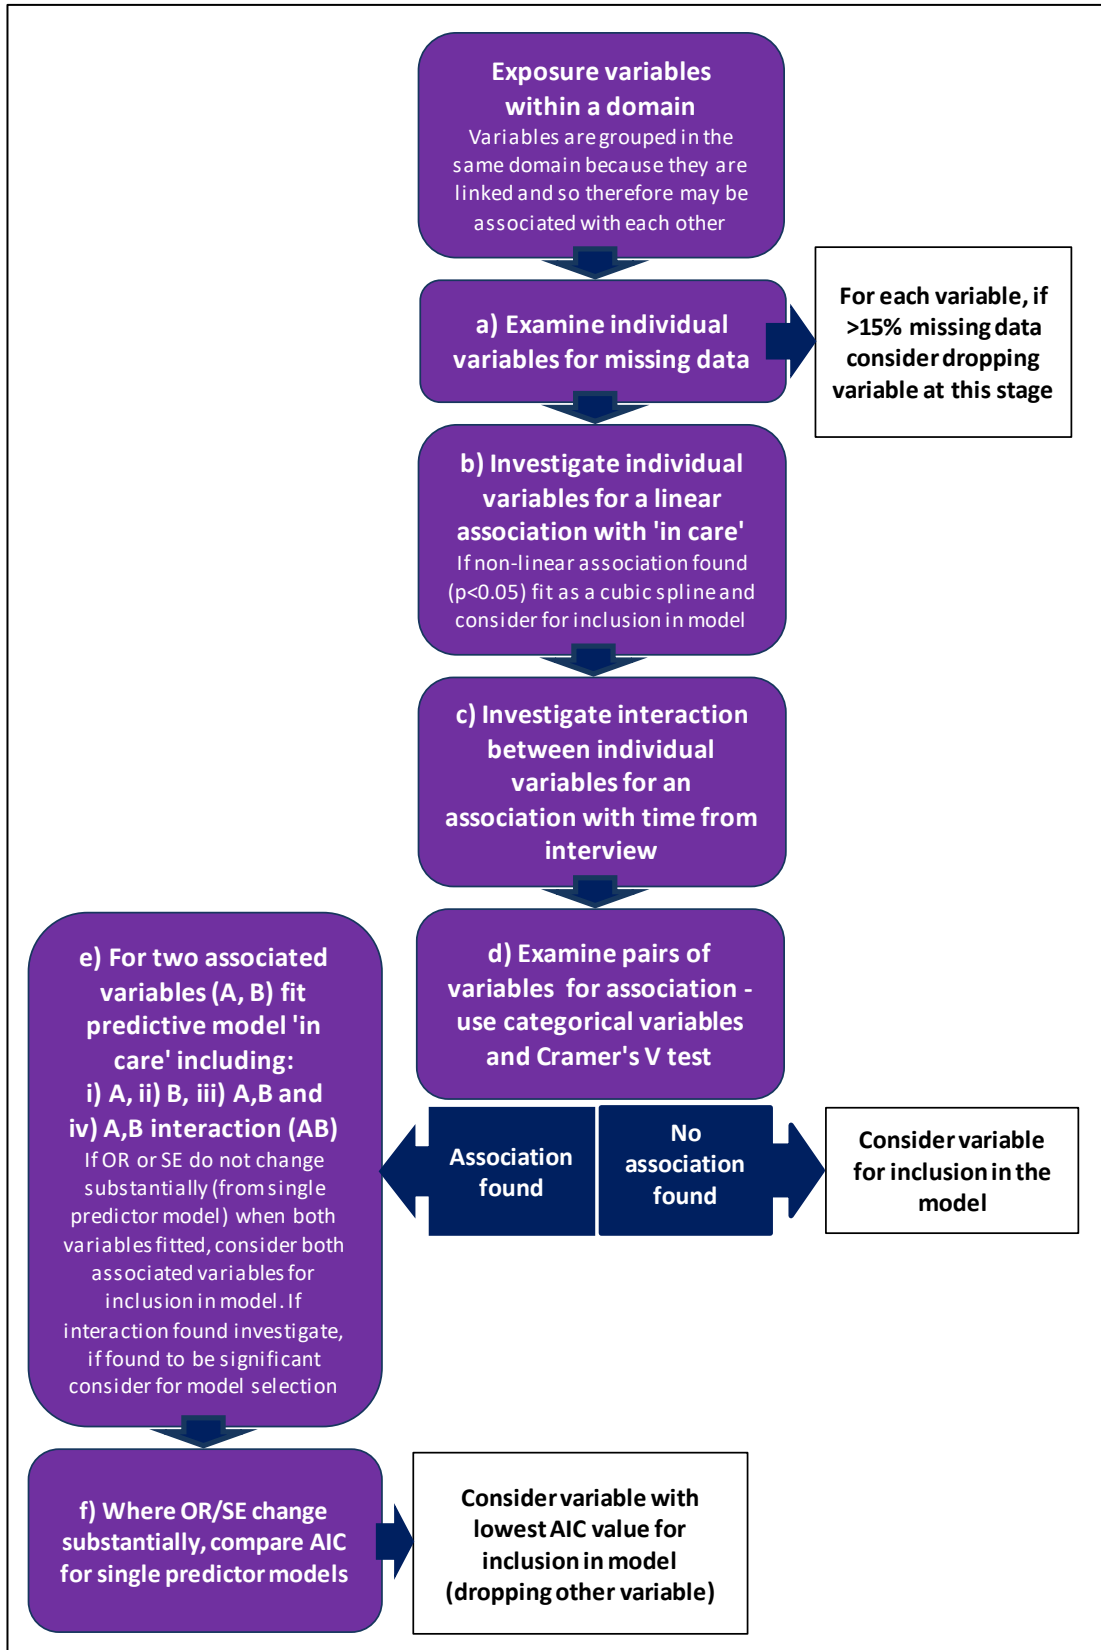 Exposure variables
within a domain
Variables are grouped in the
same domain because they are
linked and so therefore may be
associated with each other
a) Examine individual
variables for missing data
For each variable, if
>15% missing data
consider dropping
variable at this stage
b) Investigate individual
variables for a linear
association with 'in care'
If non-linear association found
(p<0.05) fit as a cubic spline and
consider for inclusion in model
c) Investigate interaction
between individual
variables for an
association with time from
interview
d) Examine pairs of
variables for association -
use categorical variables
and Cramer's V test
Association
found
No
association
found
Consider variable
for inclusion in the
model
e) For two associated
variables (A, B) fit
predictive model 'in
care' including:
i) A, ii) B, iii) A,B and
iv) A,B interaction (AB)
If OR or SE do not change
substantially (from single
predictor model) when both
variables fitted, consider both
associated variables for
inclusion in model. If
interaction found investigate,
if found to be significant
consider for model selection
f) Where OR/SE change
substantially, compare AIC
for single predictor models
Consider variable with
lowest AIC value for
inclusion in model
(dropping other variable)